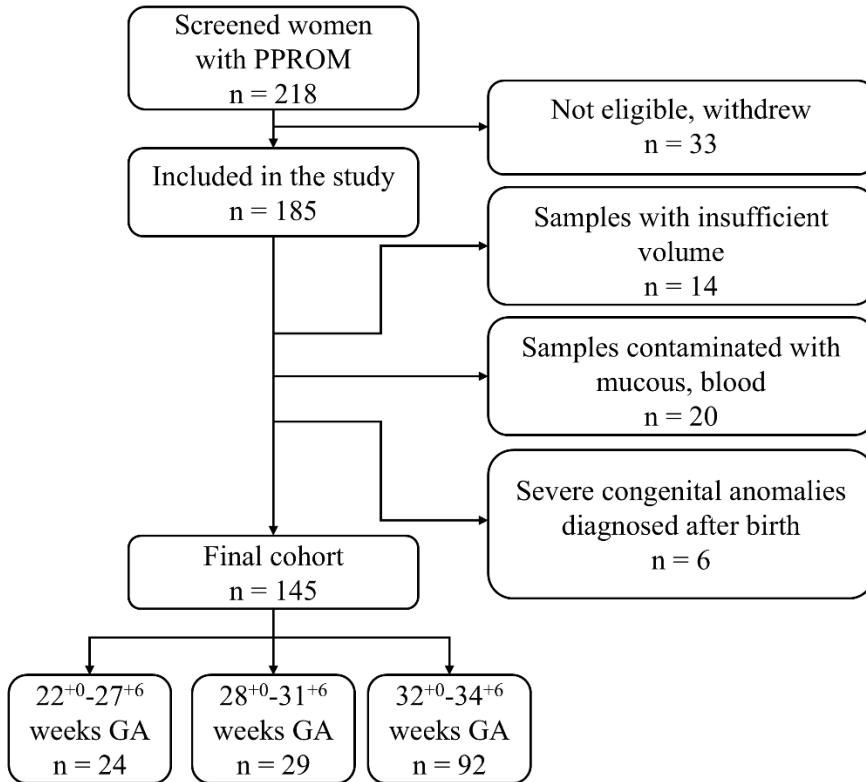 Screened women
with PPROM
n = 218
Not eligible, withdrew
n = 33
Included in the study
n = 185
Samples with insufficient
volume
n = 14
Samples contaminated with
mucous, blood
n = 20
Severe congenital anomalies
diagnosed after birth
n = 6
Final cohort
n = 145
22⁺⁰-27⁺⁶
weeks GA
n = 24
28⁺⁰-31⁺⁶
weeks GA
n = 29
32⁺⁰-34⁺⁶
weeks GA
n = 92